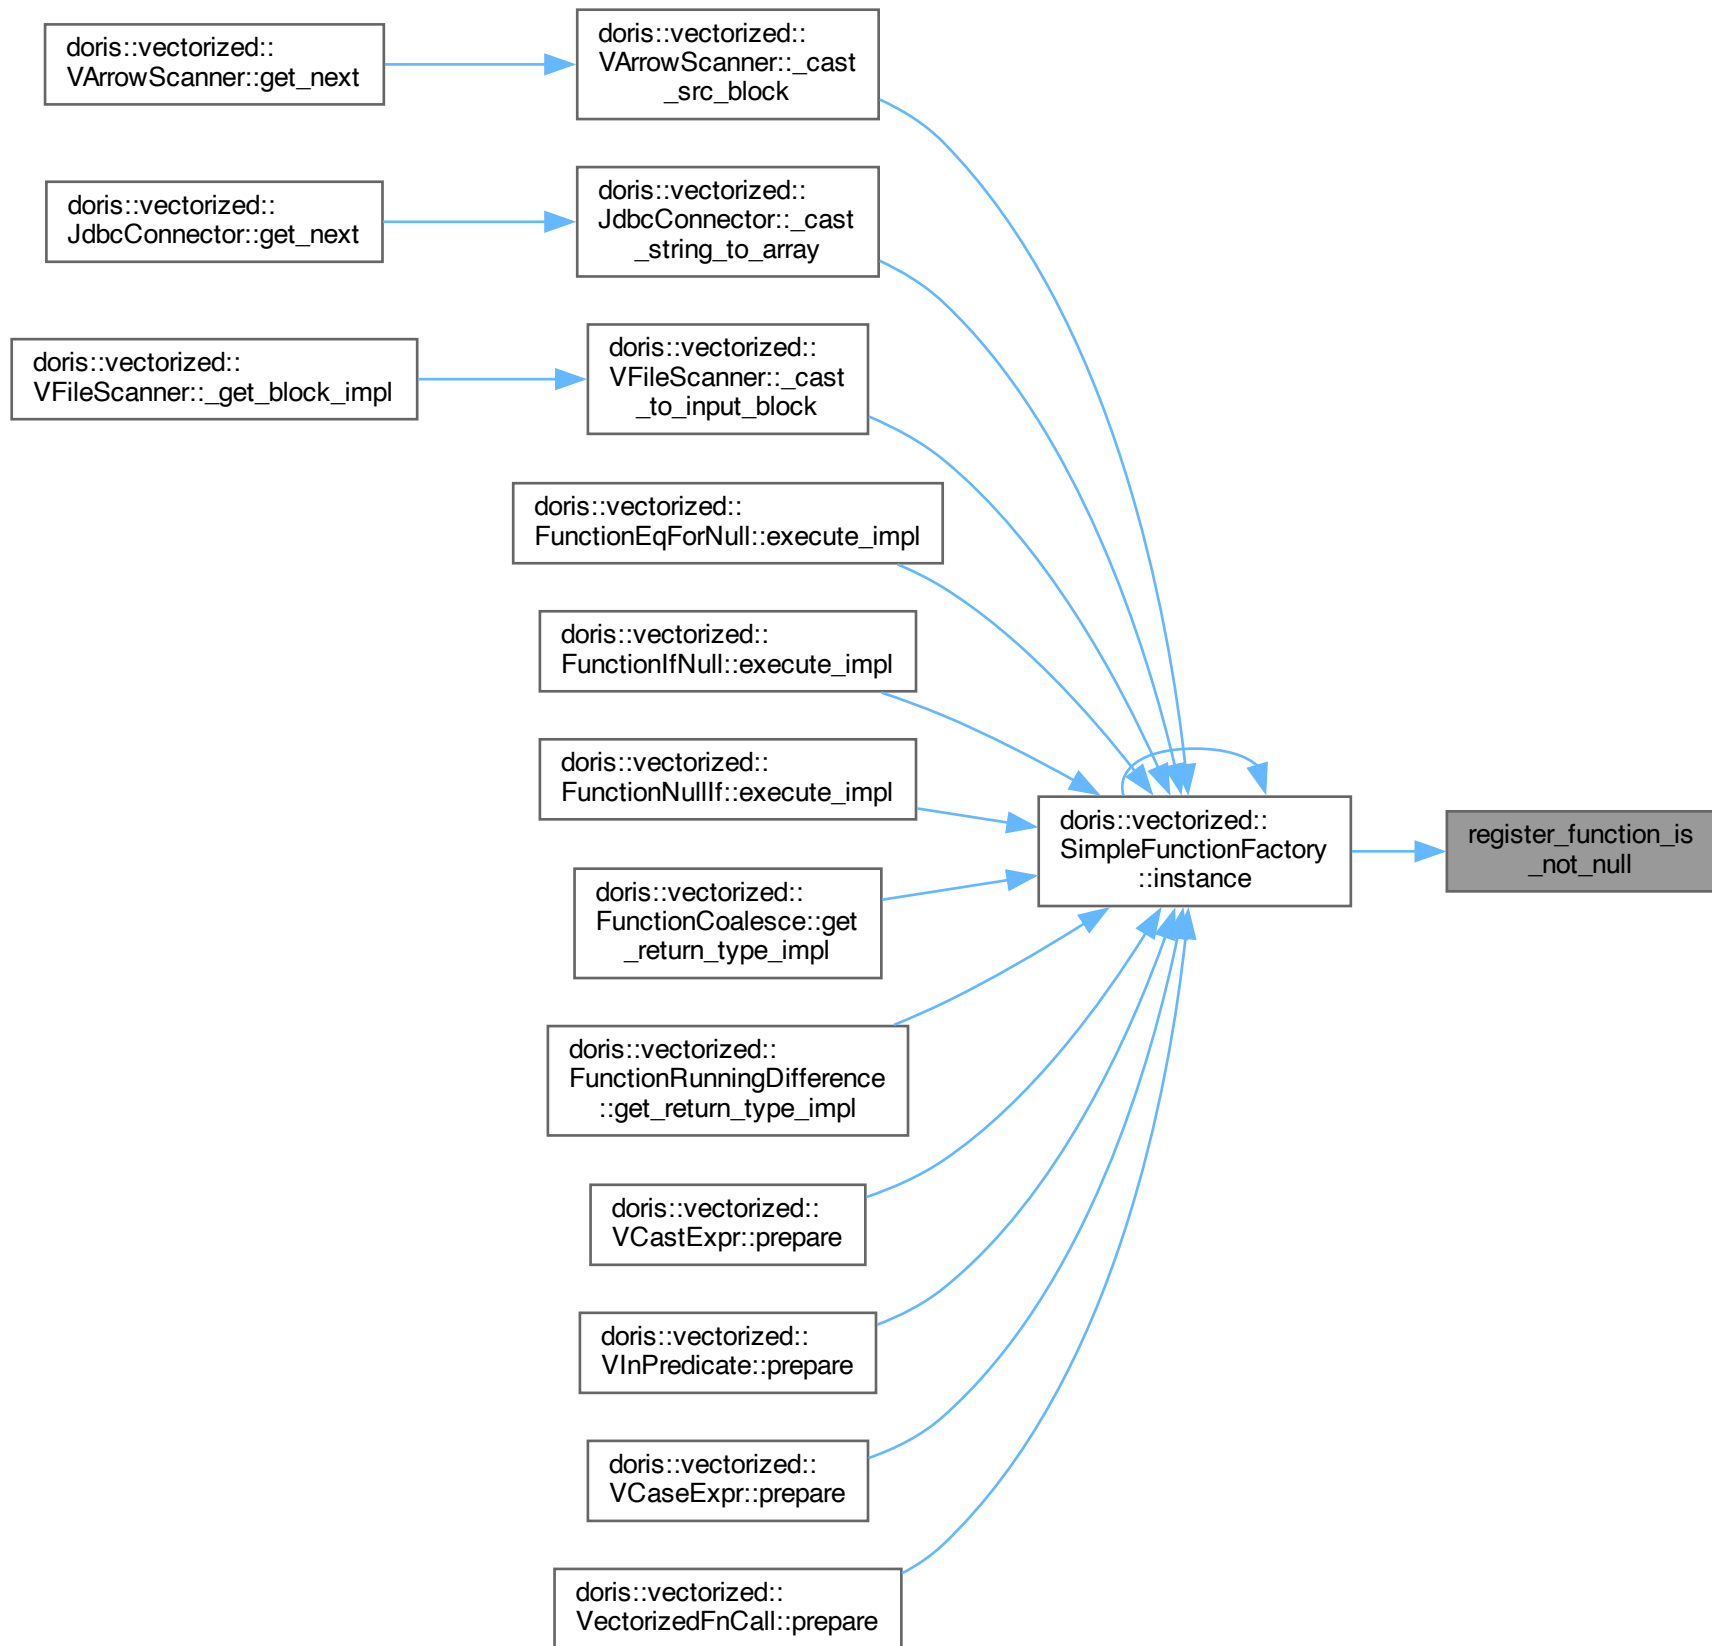 doris::vectorized::
VArrowScanner::get_next
doris::vectorized::
VArrowScanner::_cast
_src_block
doris::vectorized::
JdbcConnector::get_next
doris::vectorized::
JdbcConnector::_cast
_string_to_array
doris::vectorized::
VFileScanner::_get_block_impl
doris::vectorized::
VFileScanner::_cast
_to_input_block
doris::vectorized::
FunctionEqForNull::execute_impl
doris::vectorized::
FunctionIfNull::execute_impl
doris::vectorized::
FunctionNullIf::execute_impl
doris::vectorized::
FunctionCoalesce::get
_return_type_impl
doris::vectorized::
FunctionRunningDifference
::get_return_type_impl
doris::vectorized::
VCastExpr::prepare
doris::vectorized::
VInPredicate::prepare
doris::vectorized::
VCaseExpr::prepare
doris::vectorized::
VectorizedFnCall::prepare
doris::vectorized::
SimpleFunctionFactory
::instance
register_function_is
_not_null